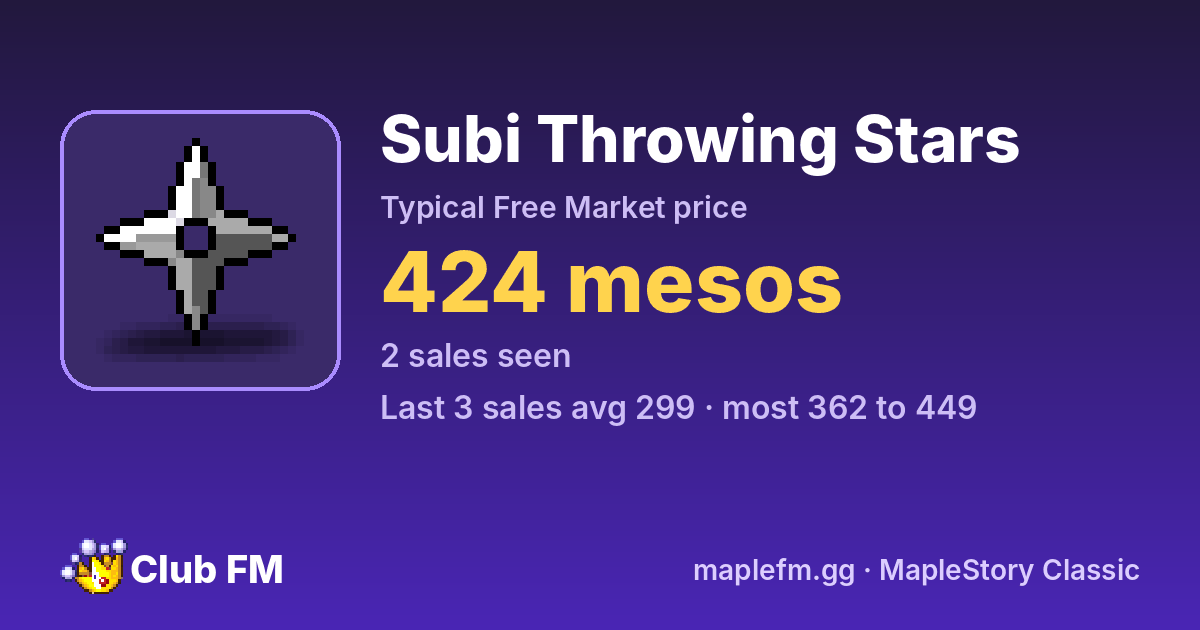 Subi Throwing Stars
Typical Free Market price
424 mesos
2 sales seen
Last 3 sales avg 299 · most 362 to 449
Club FM
maplefm.gg · MapleStory Classic